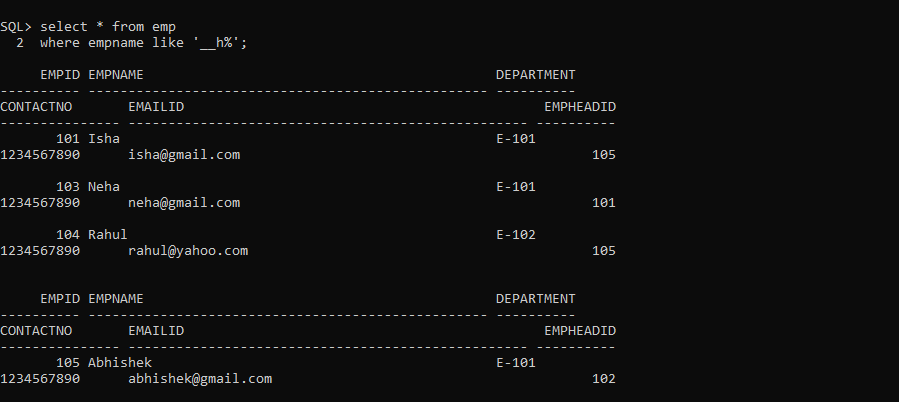 SQL> select * from emp
  2  where empname like '__h%';

     EMPID EMPNAME                                            DEPARTMENT
---------- -------------------------------------------------- ----------
CONTACTNO       EMAILID                                             EMPHEADID
--------------- -------------------------------------------------- ----------
       101 Isha                                               E-101
1234567890      isha@gmail.com                                            105

       103 Neha                                               E-101
1234567890      neha@gmail.com                                            101

       104 Rahul                                              E-102
1234567890      rahul@yahoo.com                                           105


     EMPID EMPNAME                                            DEPARTMENT
---------- -------------------------------------------------- ----------
CONTACTNO       EMAILID                                             EMPHEADID
--------------- -------------------------------------------------- ----------
       105 Abhishek                                           E-101
1234567890      abhishek@gmail.com                                        102